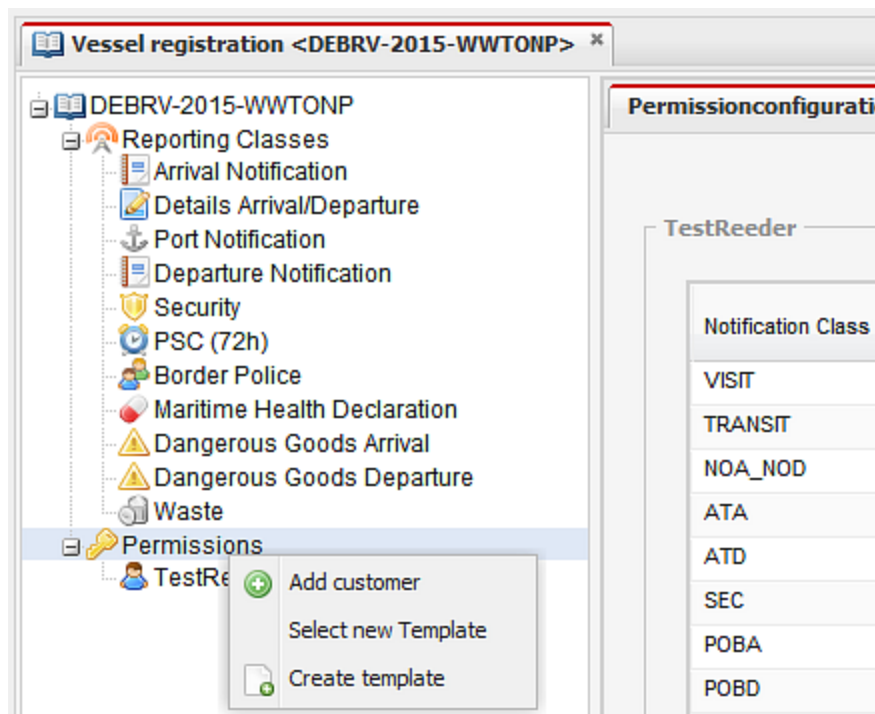 Vessel registration <DEBRV-2015-WWTONP>
DEBRV-2015-WWTONP
Reporting Classes
Arrival Notification
Details Arrival/Departure
Port Notification
Departure Notification
Security
PSC (72h)
Border Police
Maritime Health Declaration
Dangerous Goods Arrival
Dangerous Goods Departure
Waste
Permissions
TestRe
Add customer
Select new Template
Create template
Permissionconfigurati
TestReeder
Notification Class
VISIT
TRANSIT
NOA_NOD
ATA
ATD
SEC
POBA
POBD